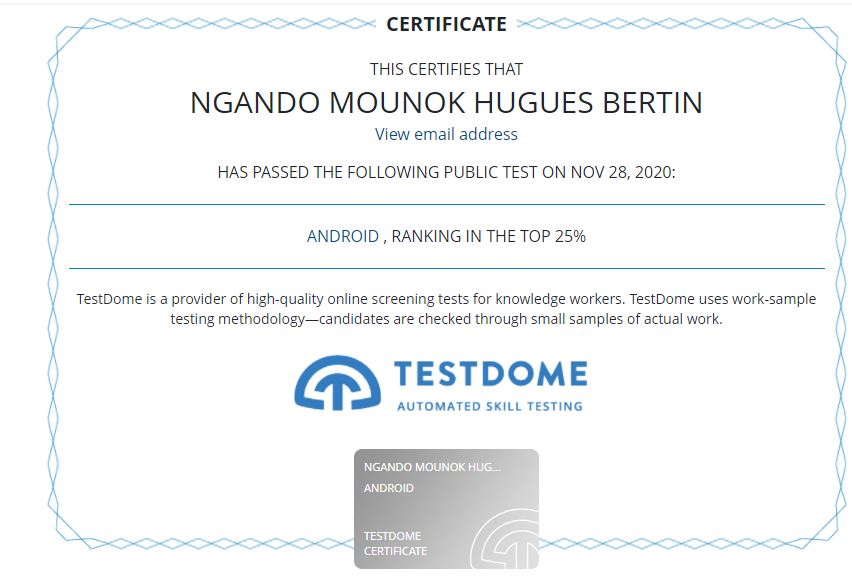 CERTIFICATE
THIS CERTIFIES THAT
NGANDO MOUNOK HUGUES BERTIN
View email address
HAS PASSED THE FOLLOWING PUBLIC TEST ON NOV 28, 2020:
ANDROID , RANKING IN THE TOP 25%
TestDome is a provider of high-quality online screening tests for knowledge workers. TestDome uses work-sample
testing methodology—candidates are checked through small samples of actual work.
TESTDOME
AUTOMATED SKILL TESTING
NGANDO MOUNOK HUG...
ANDROID
TESTDOME
CERTIFICATE